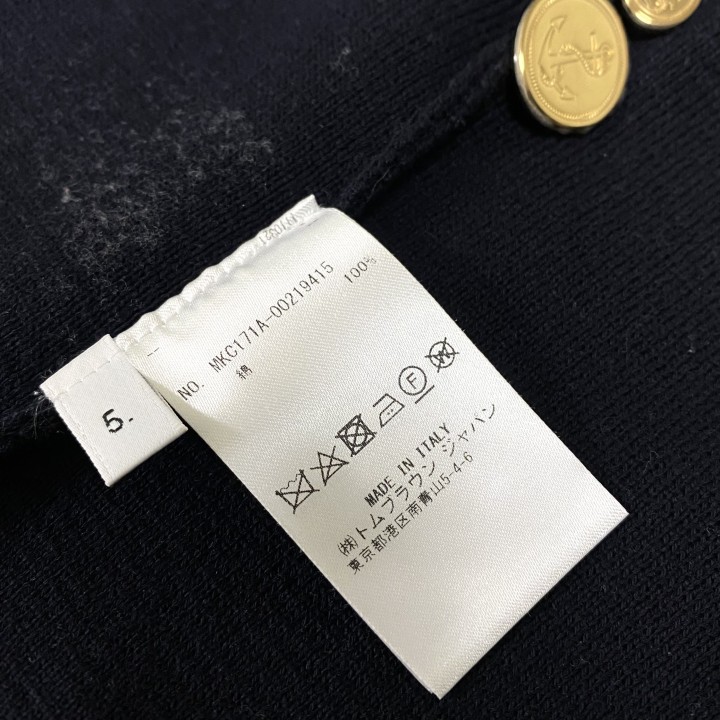 5.
NO. MKC171A-00219415
綿 100%
F W
MADE IN ITALY
㈱トムブラウン ジャパン
東京都港区南青山5-4-6